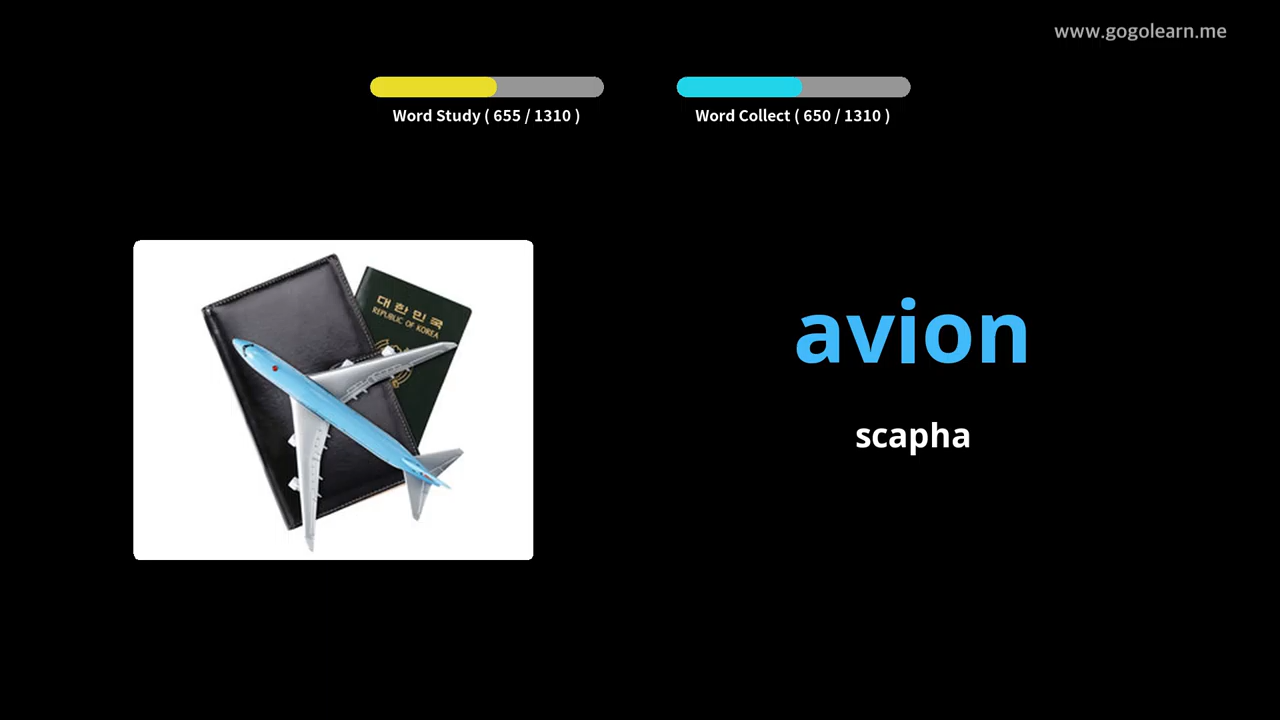 www.gogolearn.me
Word Study ( 655 / 1310 )
Word Collect ( 650 / 1310 )
대한민국
REPUBLIC OF KOREA
avion
scapha